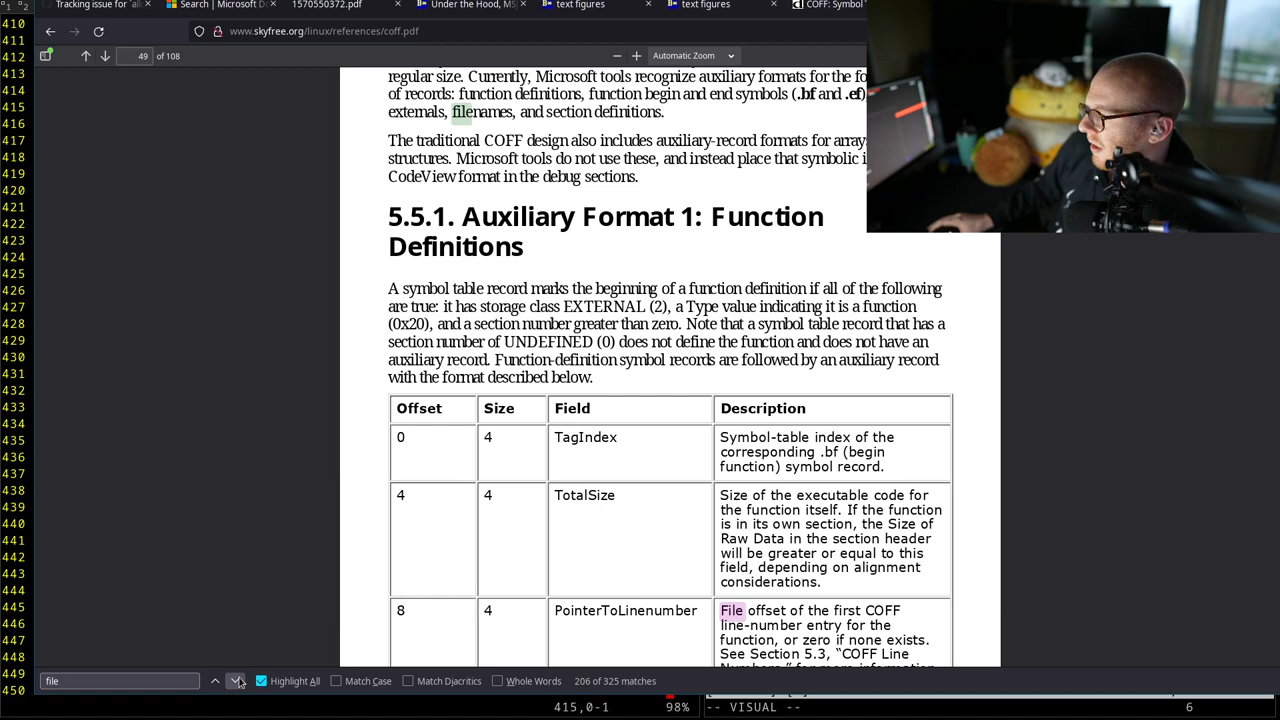 Tracking issue for `all
Search | Microsoft D
1570550372.pdf
Under the Hood, MS
text figures
text figures
COFF: Symbol
www.skyfree.org/linux/references/coff.pdf
49 of 108
Automatic Zoom
regular size. Currently, Microsoft tools recognize auxiliary formats for the fo
of records: function definitions, function begin and end symbols (.bf and .ef),
externals, filenames, and section definitions.
The traditional COFF design also includes auxiliary-record formats for array
structures. Microsoft tools do not use these, and instead place that symbolic i
CodeView format in the debug sections.
5.5.1. Auxiliary Format 1: Function
Definitions
A symbol table record marks the beginning of a function definition if all of the following
are true: it has storage class EXTERNAL (2), a Type value indicating it is a function
(0x20), and a section number greater than zero. Note that a symbol table record that has a
section number of UNDEFINED (0) does not define the function and does not have an
auxiliary record. Function-definition symbol records are followed by an auxiliary record
with the format described below.
Offset Size Field Description
0 4 TagIndex Symbol-table index of the
corresponding .bf (begin
function) symbol record.
4 4 TotalSize Size of the executable code for
the function itself. If the function
is in its own section, the Size of
Raw Data in the section header
will be greater or equal to this
field, depending on alignment
considerations.
8 4 PointerToLinenumber File offset of the first COFF
line-number entry for the
function, or zero if none exists.
See Section 5.3, “COFF Line
Numbers,” for more information
file
Highlight All
Match Case
Match Diacritics
Whole Words
206 of 325 matches
410
411
412
413
414
415
416
417
418
419
420
421
422
423
424
425
426
427
428
429
430
431
432
433
434
435
436
437
438
439
440
441
442
443
444
445
446
447
448
449
450
415,0-1 98%
-- VISUAL -- 6